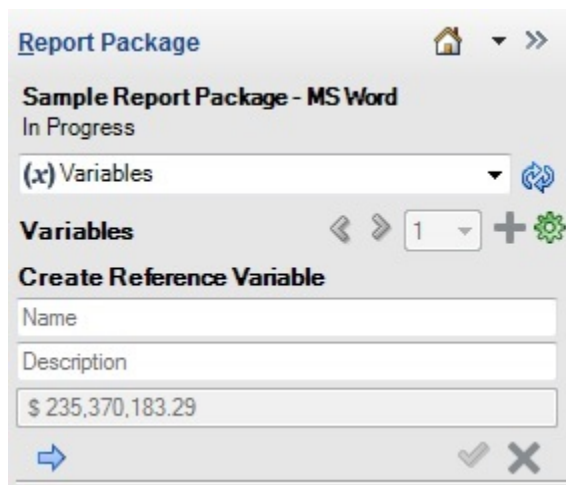 Report Package
Sample Report Package - MS Word
In Progress
(x) Variables
Variables 1
Create Reference Variable
Name
Description
$ 235,370,183.29